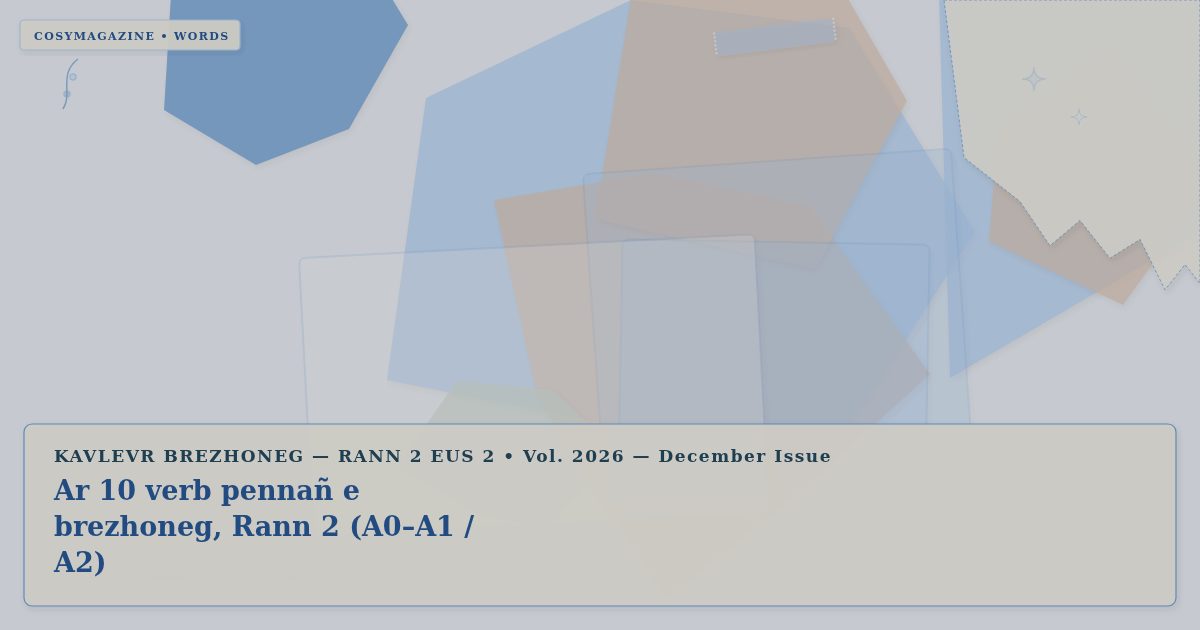 COSYMAGAZINE • WORDS
KAVLEVR BREZHONEG — RANN 2 EUS 2 • Vol. 2026 — December Issue
Ar 10 verb pennañ e
brezhoneg, Rann 2 (A0–A1 /
A2)